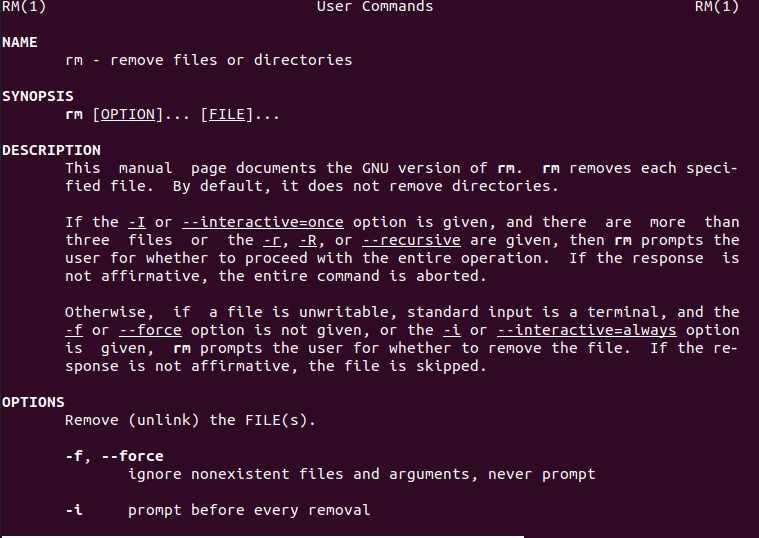 RM(1) User Commands RM(1)
NAME
rm - remove files or directories
SYNOPSIS
rm [OPTION]... [FILE]...
DESCRIPTION
This manual page documents the GNU version of rm. rm removes each speci-
fied file. By default, it does not remove directories.
If the -I or --interactive=once option is given, and there are more than
three files or the -r, -R, or --recursive are given, then rm prompts the
user for whether to proceed with the entire operation. If the response is
not affirmative, the entire command is aborted.
Otherwise, if a file is unwritable, standard input is a terminal, and the
-f or --force option is not given, or the -i or --interactive=always option
is given, rm prompts the user for whether to remove the file. If the re-
sponse is not affirmative, the file is skipped.
OPTIONS
Remove (unlink) the FILE(s).
-f, --force
ignore nonexistent files and arguments, never prompt
-i prompt before every removal